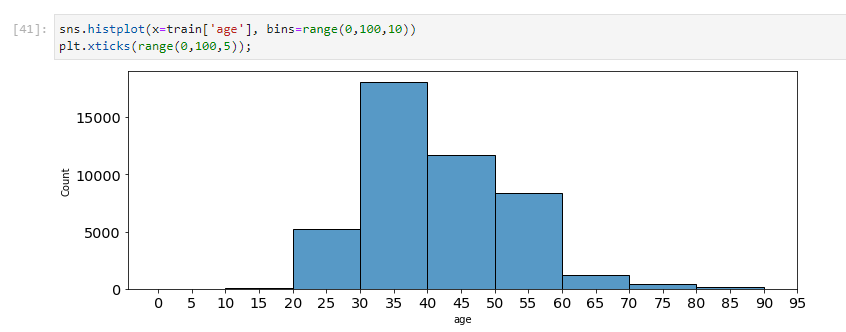 [41]: sns.histplot(x=train['age'], bins=range(0,100,10))
plt.xticks(range(0,100,5));
15000
10000
5000
0
Count
0 5 10 15 20 25 30 35 40 45 50 55 60 65 70 75 80 85 90 95
age